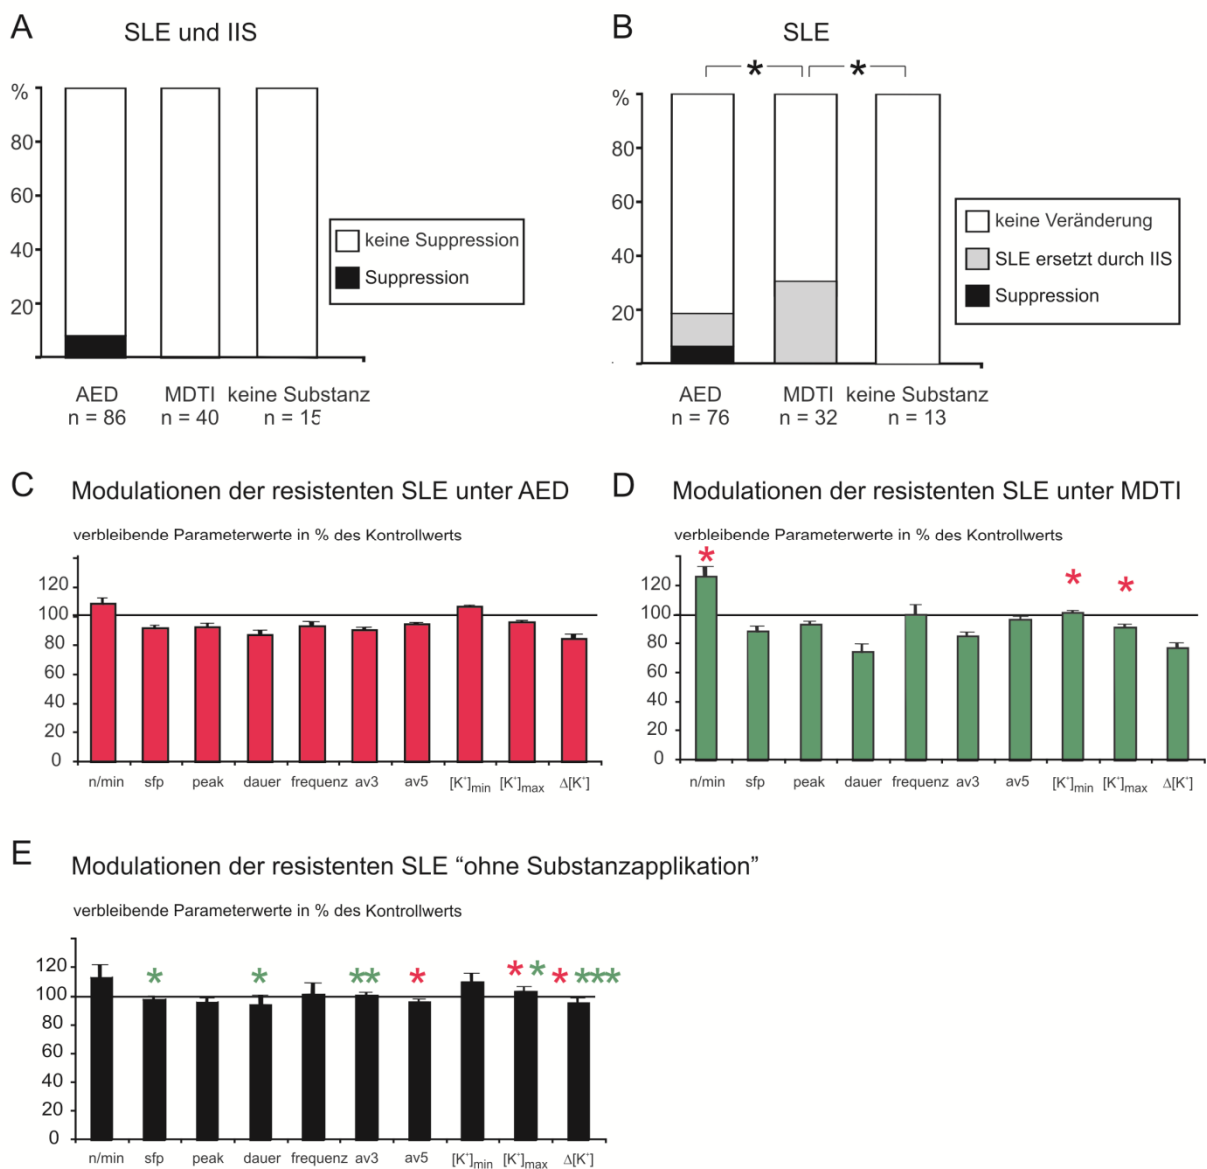 A
SLE und IIS
%
80
60
40
20
keine Suppression
Suppression
AED
MDTI
keine Substanz
n = 86
n = 40
n = 15
B
SLE
*
*
%
80
60
40
20
keine Veränderung
SLE ersetzt durch IIS
Suppression
AED
MDTI
keine Substanz
n = 76
n = 32
n = 13
C Modulationen der resistenten SLE unter AED
verbleibende Parameterwerte in % des Kontrollwerts
120
100
80
60
40
20
0
n/min sfp peak dauer frequenz av3 av5 [K⁺]min [K⁺]max Δ[K⁺]
D Modulationen der resistenten SLE unter MDTI
verbleibende Parameterwerte in % des Kontrollwerts
* * *
120
100
80
60
40
20
0
n/min sfp peak dauer frequenz av3 av5 [K⁺]min [K⁺]max Δ[K⁺]
E Modulationen der resistenten SLE “ohne Substanzapplikation”
verbleibende Parameterwerte in % des Kontrollwerts
* * ** * * * * ***
120
100
80
60
40
20
0
n/min sfp peak dauer frequenz av3 av5 [K⁺]min [K⁺]max Δ[K⁺]